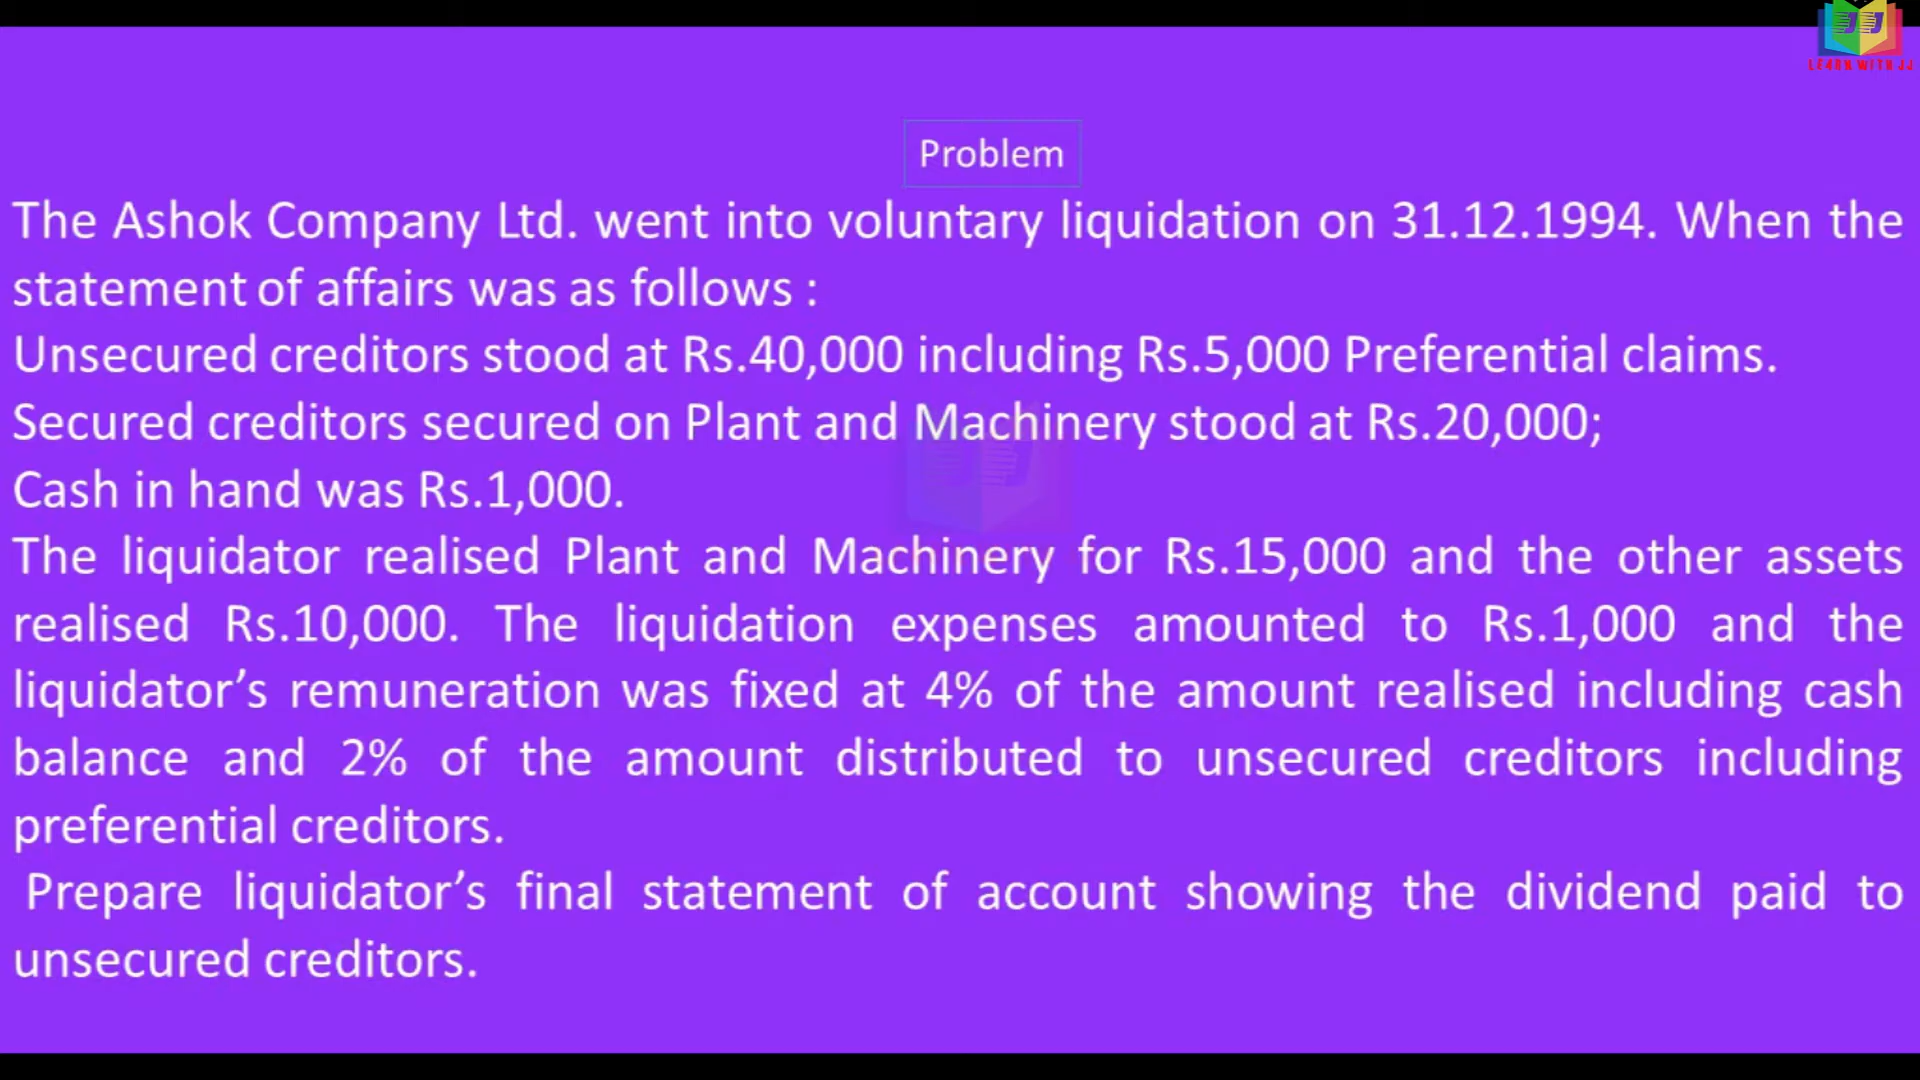 LEARN WITH JJ
Problem
The Ashok Company Ltd. went into voluntary liquidation on 31.12.1994. When the
statement of affairs was as follows :
Unsecured creditors stood at Rs.40,000 including Rs.5,000 Preferential claims.
Secured creditors secured on Plant and Machinery stood at Rs.20,000;
Cash in hand was Rs.1,000.
The liquidator realised Plant and Machinery for Rs.15,000 and the other assets
realised Rs.10,000. The liquidation expenses amounted to Rs.1,000 and the
liquidator’s remuneration was fixed at 4% of the amount realised including cash
balance and 2% of the amount distributed to unsecured creditors including
preferential creditors.
Prepare liquidator’s final statement of account showing the dividend paid to
unsecured creditors.